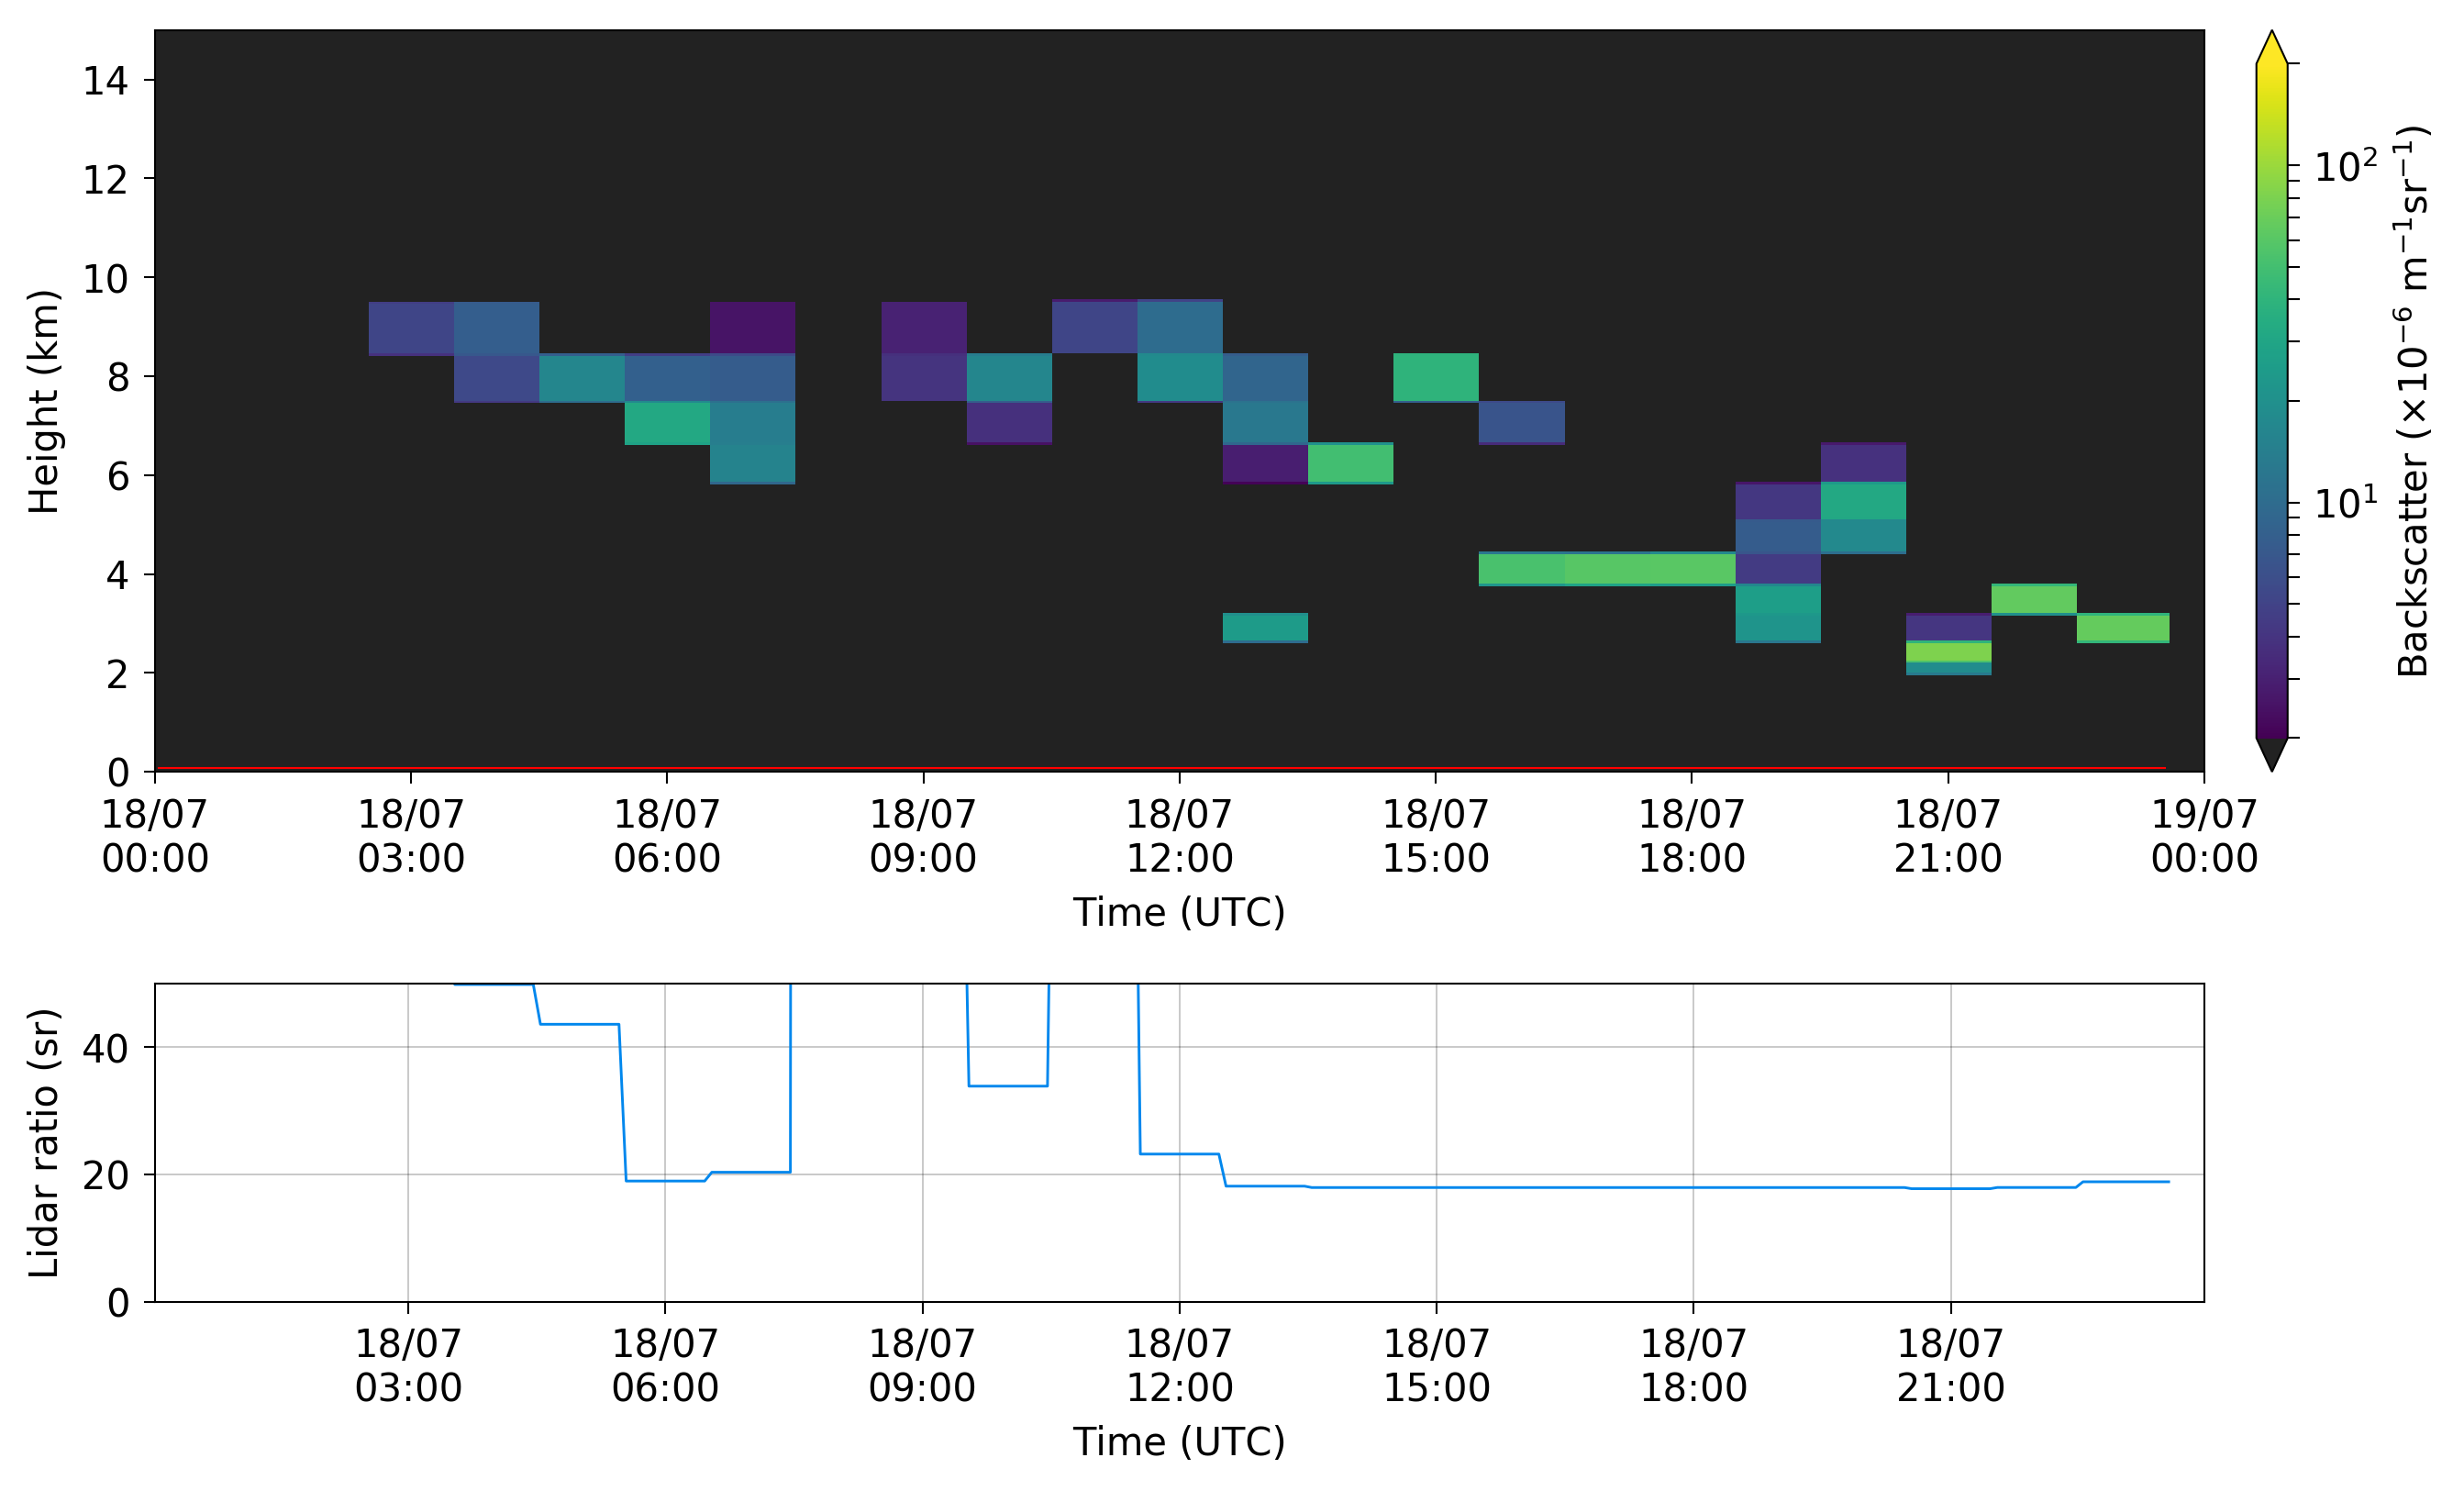 14
12
10
8
6
4
2
0
Height (km)
18/07 18/07 18/07 18/07 18/07 18/07 18/07 18/07 19/07
00:00 03:00 06:00 09:00 12:00 15:00 18:00 21:00 00:00
Time (UTC)
10²
10¹
Backscatter (×10⁻⁶ m⁻¹sr⁻¹)
40
20
0
Lidar ratio (sr)
18/07 18/07 18/07 18/07 18/07 18/07 18/07
03:00 06:00 09:00 12:00 15:00 18:00 21:00
Time (UTC)